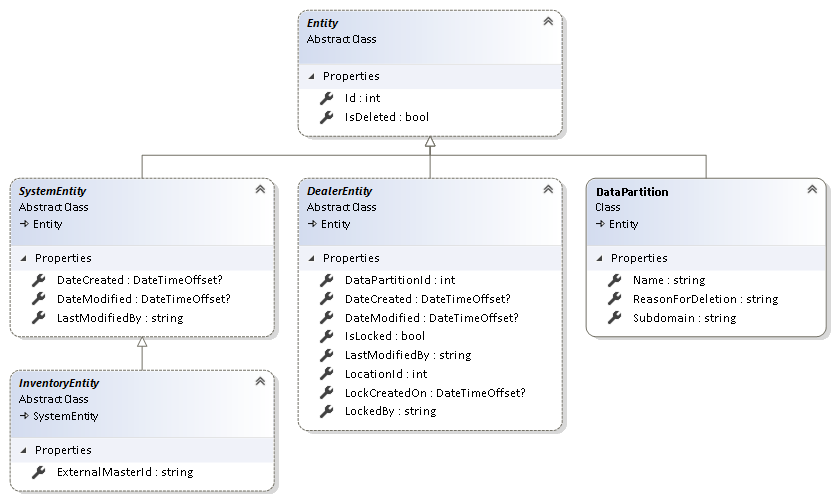 Entity
Abstract Class
Properties
Id : int
IsDeleted : bool
SystemEntity
Abstract Class
Entity
Properties
DateCreated : DateTimeOffset?
DateModified : DateTimeOffset?
LastModifiedBy : string
DealerEntity
Abstract Class
Entity
Properties
DataPartitionId : int
DateCreated : DateTimeOffset?
DateModified : DateTimeOffset?
IsLocked : bool
LastModifiedBy : string
LocationId : int
LockCreatedOn : DateTimeOffset?
LockedBy : string
DataPartition
Class
Entity
Properties
Name : string
ReasonForDeletion : string
Subdomain : string
InventoryEntity
Abstract Class
SystemEntity
Properties
ExternalMasterId : string